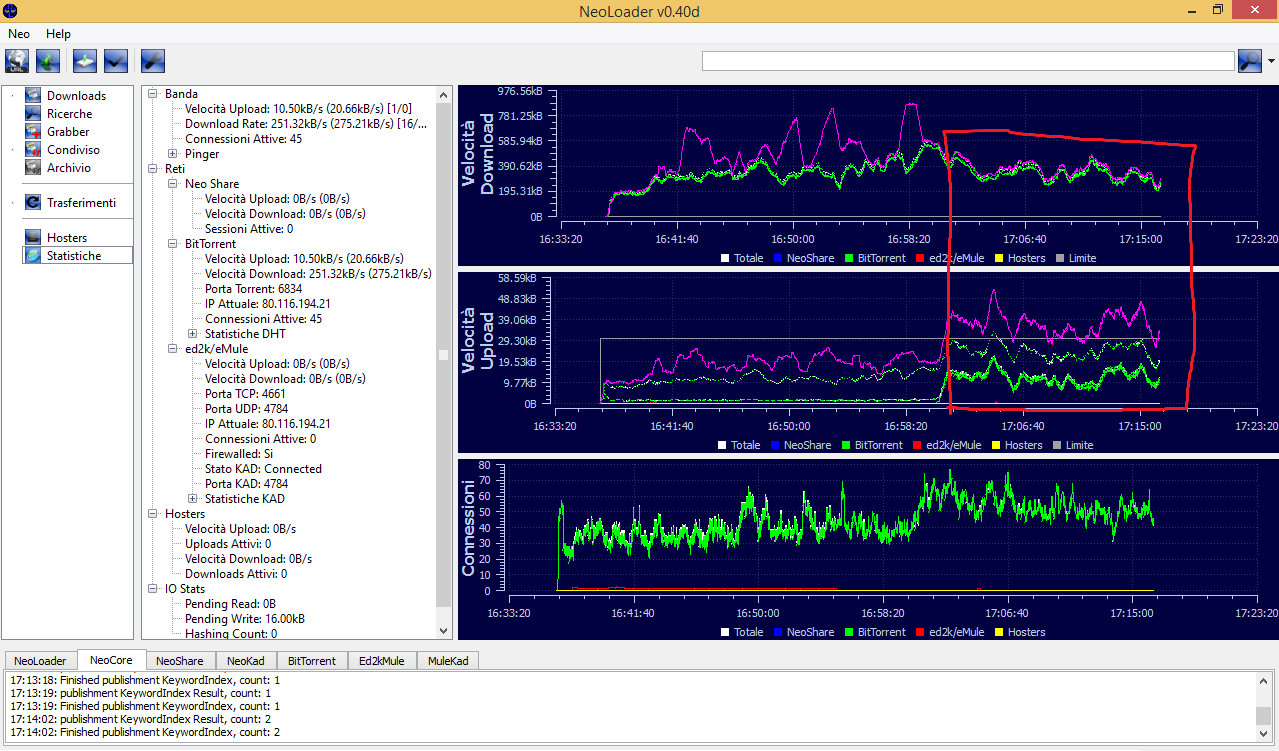 NeoLoader v0.40d
Neo Help
URL
Downloads
Ricerche
Grabber
Condiviso
Archivio
Trasferimenti
Hosters
Statistiche
Banda
Velocità Upload: 10.50kB/s (20.66kB/s) [1/0]
Download Rate: 251.32kB/s (275.21kB/s) [16/...
Connessioni Attive: 45
Pinger
Reti
Neo Share
Velocità Upload: 0B/s (0B/s)
Velocità Download: 0B/s (0B/s)
Sessioni Attive: 0
BitTorrent
Velocità Upload: 10.50kB/s (20.66kB/s)
Velocità Download: 251.32kB/s (275.21kB/s)
Porta Torrent: 6834
IP Attuale: 80.116.194.21
Connessioni Attive: 45
Statistiche DHT
ed2k/eMule
Velocità Upload: 0B/s (0B/s)
Velocità Download: 0B/s (0B/s)
Porta TCP: 4661
Porta UDP: 4784
IP Attuale: 80.116.194.21
Connessioni Attive: 0
Firewalled: Si
Stato KAD: Connected
Porta KAD: 4784
Statistiche KAD
Hosters
Velocità Upload: 0B/s
Uploads Attivi: 0
Velocità Download: 0B/s
Downloads Attivi: 0
IO Stats
Pending Read: 0B
Pending Write: 16.00kB
Hashing Count: 0
Velocità
Download
976.56kB
781.25kB
585.94kB
390.62kB
195.31kB
0B
16:33:20 16:41:40 16:50:00 16:58:20 17:06:40 17:15:00 17:23:20
Totale NeoShare BitTorrent ed2k/eMule Hosters Limite
Velocità
Upload
58.59kB
48.83kB
39.06kB
29.30kB
19.53kB
9.77kB
0B
16:33:20 16:41:40 16:50:00 16:58:20 17:06:40 17:15:00 17:23:20
Totale NeoShare BitTorrent ed2k/eMule Hosters Limite
Connessioni
80
70
60
50
40
30
20
10
0
16:33:20 16:41:40 16:50:00 16:58:20 17:06:40 17:15:00 17:23:20
Totale NeoShare BitTorrent ed2k/eMule Hosters
NeoLoader NeoCore NeoShare NeoKad BitTorrent Ed2kMule MuleKad
17:13:18: Finished publishment KeywordIndex, count: 1
17:13:19: publishment KeywordIndex Result, count: 1
17:13:19: Finished publishment KeywordIndex, count: 1
17:14:02: publishment KeywordIndex Result, count: 2
17:14:02: Finished publishment KeywordIndex, count: 2